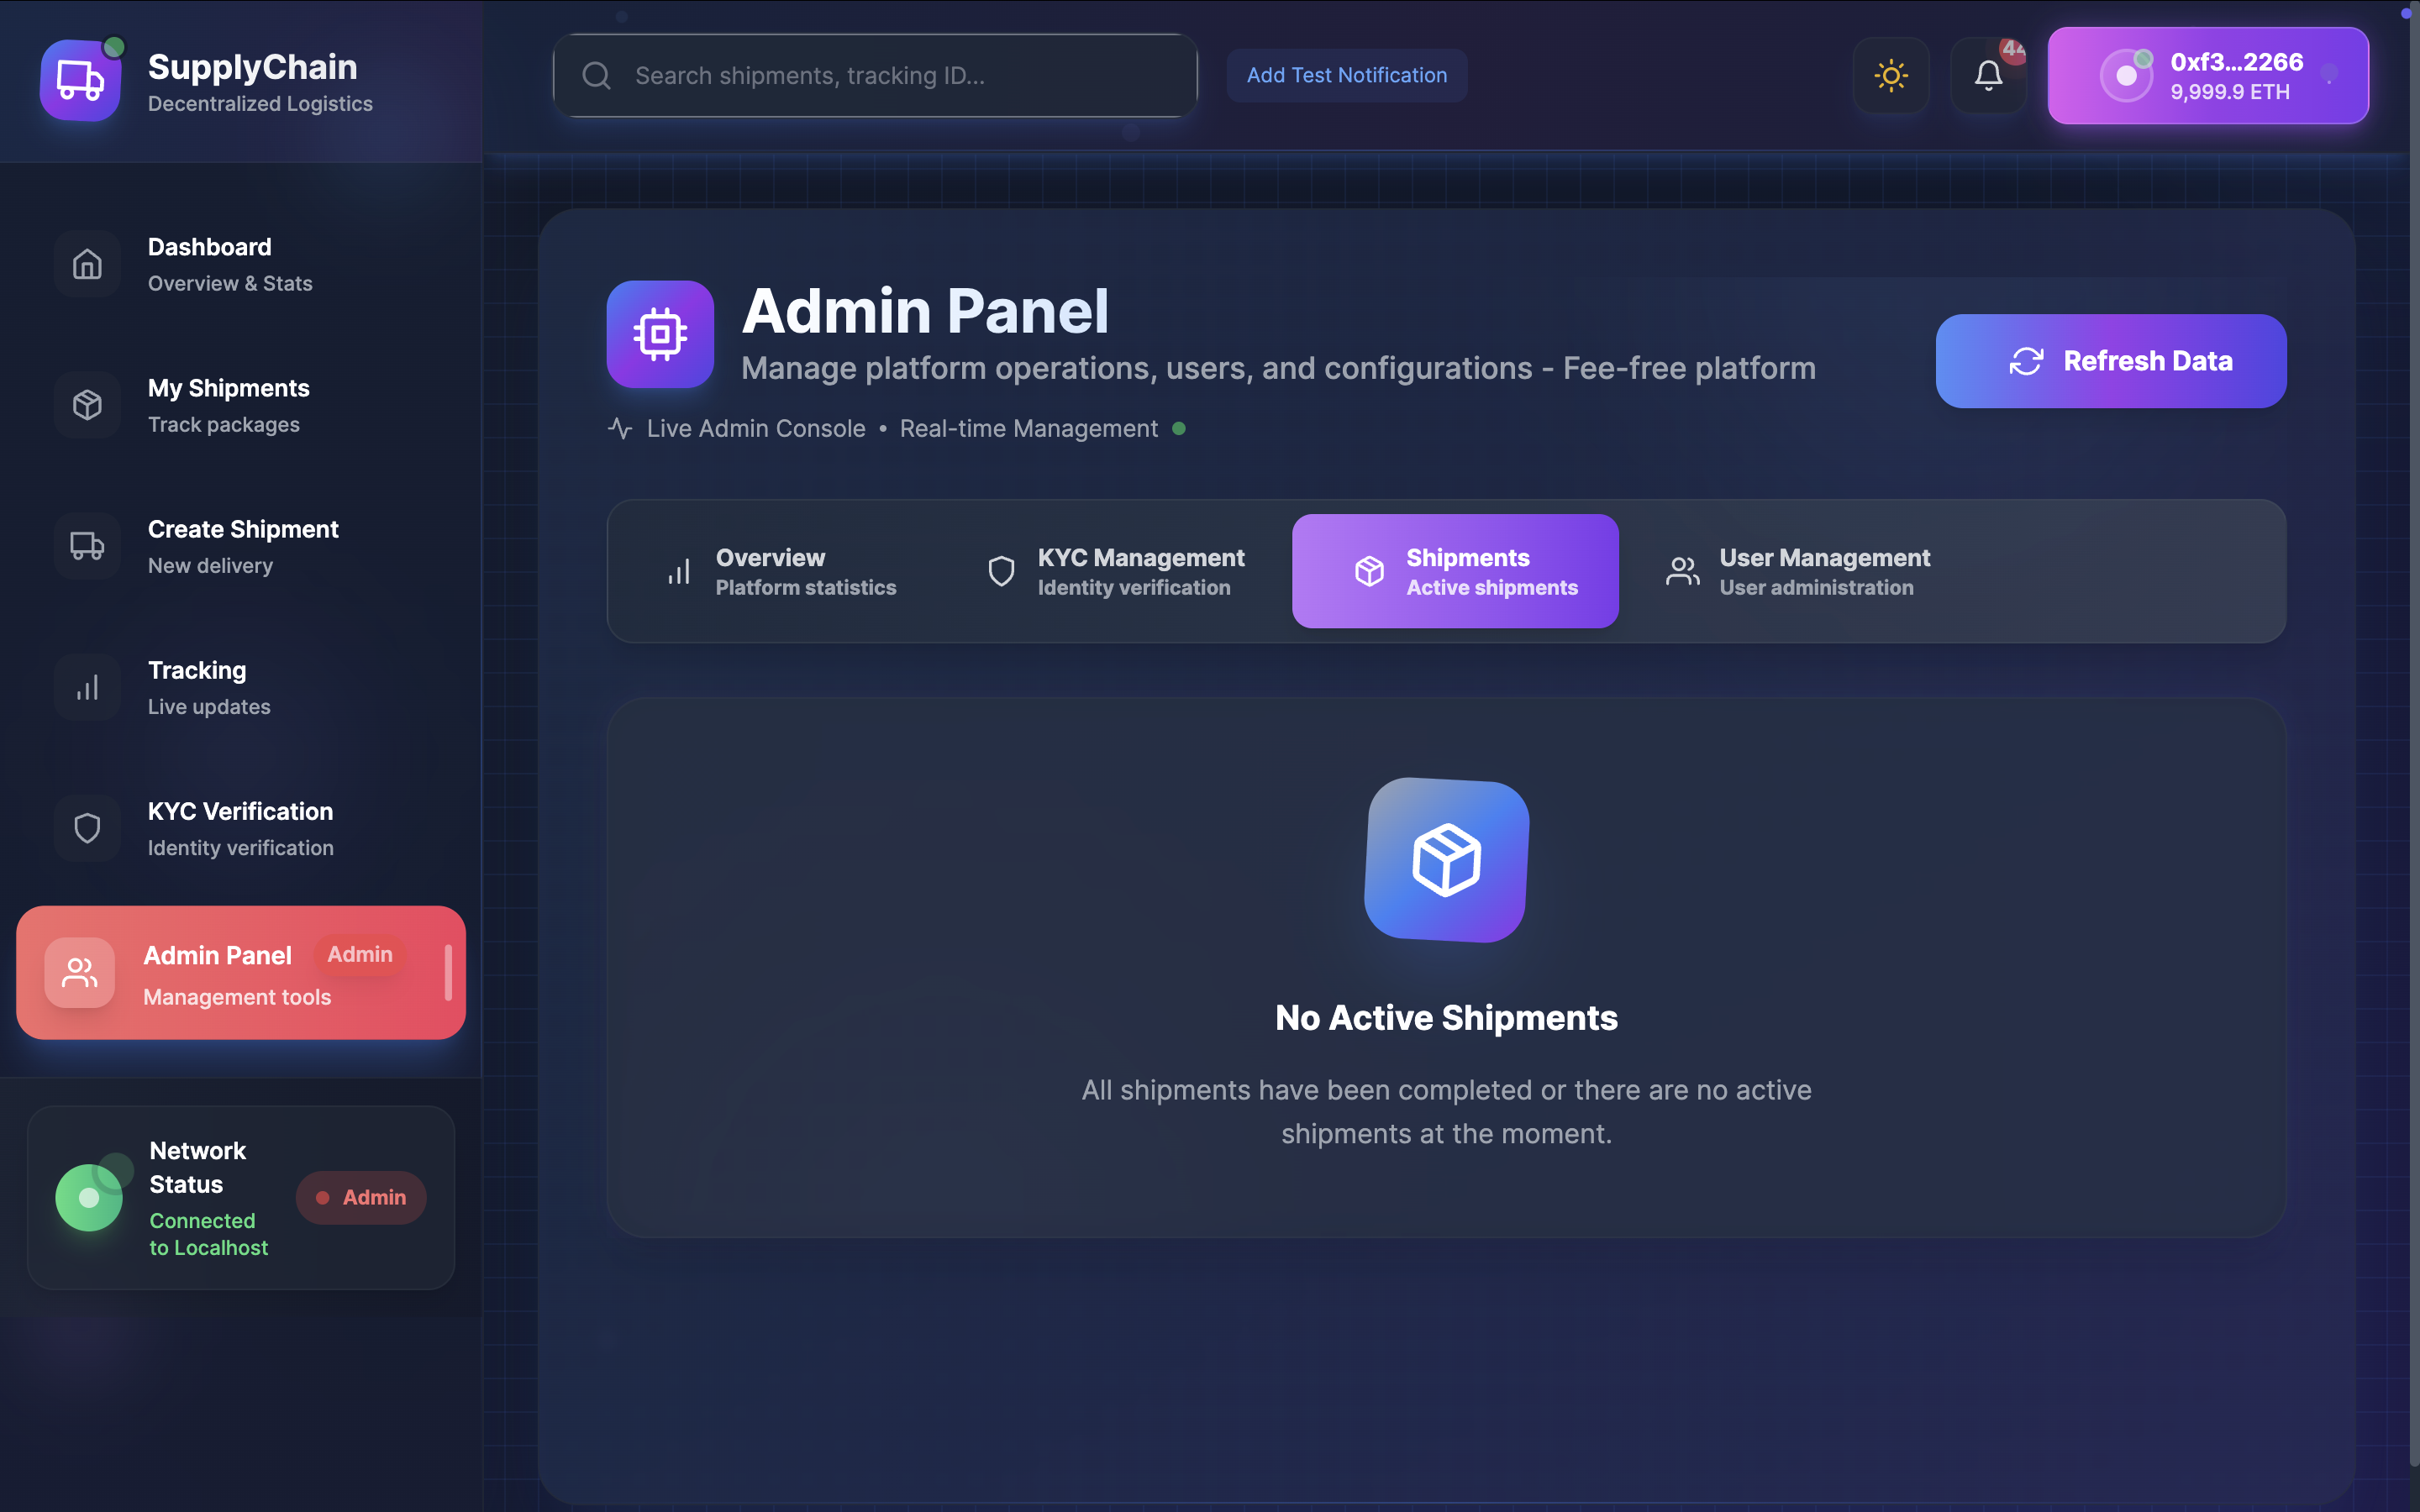 SupplyChain
Decentralized Logistics
Search shipments, tracking ID...
Add Test Notification
44
0xf3...2266
9,999.9 ETH
Dashboard
Overview & Stats
My Shipments
Track packages
Create Shipment
New delivery
Tracking
Live updates
KYC Verification
Identity verification
Admin Panel
Admin
Management tools
Network
Status
Connected
to Localhost
Admin
Admin Panel
Manage platform operations, users, and configurations - Fee-free platform
Live Admin Console • Real-time Management
Refresh Data
Overview
Platform statistics
KYC Management
Identity verification
Shipments
Active shipments
User Management
User administration
No Active Shipments
All shipments have been completed or there are no active
shipments at the moment.